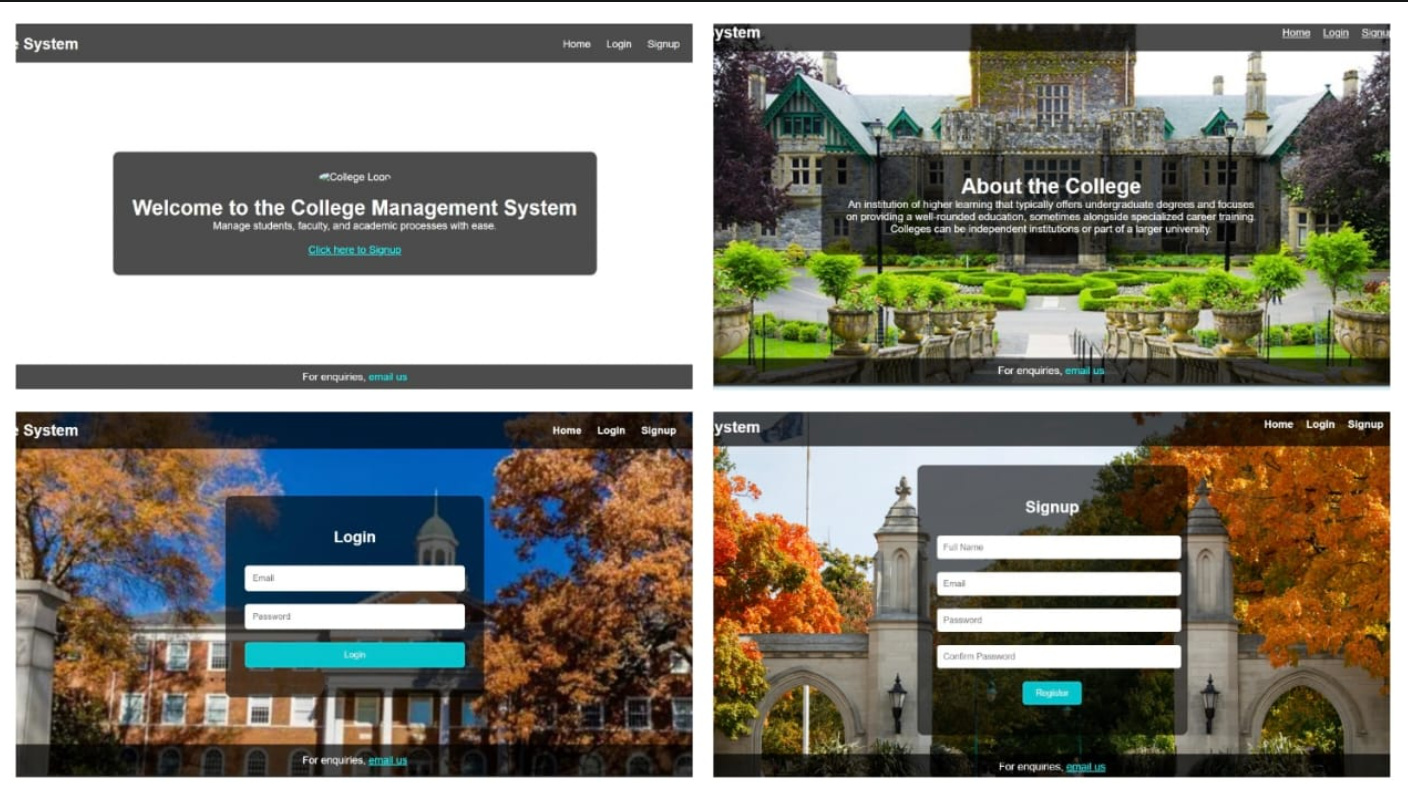 System
Home Login Signup
College Logo
Welcome to the College Management System
Manage students, faculty, and academic processes with ease.
Click here to Signup
For enquiries, email us
ystem
Home Login Signu
About the College
An institution of higher learning that typically offers undergraduate degrees and focuses
on providing a well-rounded education, sometimes alongside specialized career training.
Colleges can be independent institutions or part of a larger university.
For enquiries, email us
e System
Home Login Signup
Login
Email
Password
Login
For enquiries, email us
ystem
Home Login Signup
Signup
Full Name
Email
Password
Confirm Password
Register
For enquiries, email us